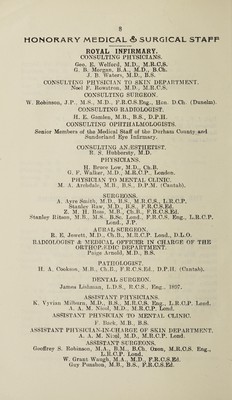 8
HONORARY MEDICAL & SURGICAL STAFF
ROYAL INFIRMARY.
CONSULTING PHYSICIANS.
Geo. E. Welford, M.D., M.R.C.S.
G. B. Morgan, B.A., M.D., B.Ch.
J. B. Waters, M.D., B.S.
CONSULTING PHYSICIAN TO SKIN DEPARTMENT.
Noel F. Rowstron, M.D., M.R.C.S.
CONSULTING SURGEON.
W. Robinson, J.P. M.S., M.D., F.R.C.S.Eng., Hon. D.Ch. (Dunelm).
CONSULTING RADIOLOGIST.
H. E. Gamlen, M.B., B.S., D.P.H.
CONSULTING OPHTHALMOLOGISTS.
Senior Members of the Medical Staff of the Durham County and
Sunderland Eye Infirmary.
CONSULTING ANÆSTHETIST.
R. S. Hubbersty, M.D.
PHYSICIANS.
H. Bruce Low, M.D., Ch.B.
G. F. Walker, M.D., M.R.C.P., London.
PHYSICIAN TO MENTAL CLINIC.
M. A. Archdale, M.B., B.S., D.P.M. (Cantab).
SURGEONS.
A. Ayre Smith, M.D., B.S., M.R.C.S., L.R.C.P.
Stanley Raw, M.D., B.S., F.R.C.S.Ed.
E. M. H. Ross, M.B., Ch.B., F.R.C.S.Ed.
Stanley Ritson, M.B., M.S., B.Sc. Lond., F.R.C.S. Eng., L.R.C.P.
Lond., J.P.
AURAL SURGEON.
R. E. Jowett, M.D., Ch.B., M.R.C.P. Lond., D.L.O.
RADIOLOGIST & MEDICAL OFFICER IN CHARGE OF THE
ORTHOPÆDIC DEPARTMENT.
Paige Arnold, M.D., B.S.
PATHOLOGIST.
H. A. Cookson, M.B., Ch.B., F.R.C.S.Ed., D.P.H. (Cantab).
DENTAL SURGEON.
James Lishman, L.D.S., R.C.S., Eng., 1897.
ASSISTANT PHYSICIANS.
K. Vyvian Milburn, M.D., B.S., M.R.C.S. Eng., L.R.C.P. Lond.
A. A. M. Nicol, M.D., M.R.C.P. Lond.
ASSISTANT PHYSICIAN TO MENTAL CLINIC.
F. Bach, M.B., B.S.
ASSISTANT PHYSICIAN-IN-CHARGE OF SKIN DEPARTMENT.
A. A. M. Nicol, M.D., M.R.C.P. Lond.
ASSISTANT SURGEONS.
Geoffrey S. Robinson, M.A., B.M., B.Ch. Oxon, M.R.C.S. Eng.,
L.R.C.P. Lond.
W. Grant Waugh, M.A., M.D., F.R.C.S.Ed.
Guy Ponsbon, M.B., B.S., F.R.C.S.Ed.